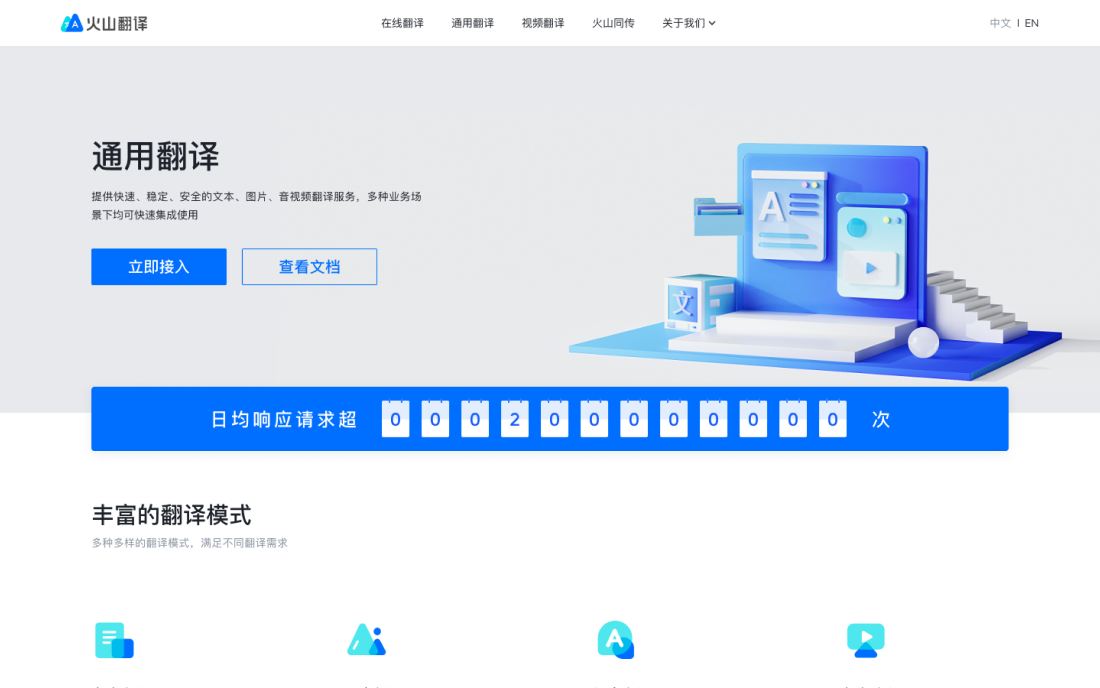 火山翻译
在线翻译
通用翻译
视频翻译
火山同传
关于我们
中文 | EN
通用翻译
提供快速、稳定、安全的文本、图片、音视频翻译服务，多种业务场
景下均可快速集成使用
立即接入
查看文档
A
文
日均响应请求超 0 0 0 2 0 0 0 0 0 0 0 0 次
丰富的翻译模式
多种多样的翻译模式，满足不同翻译需求
A